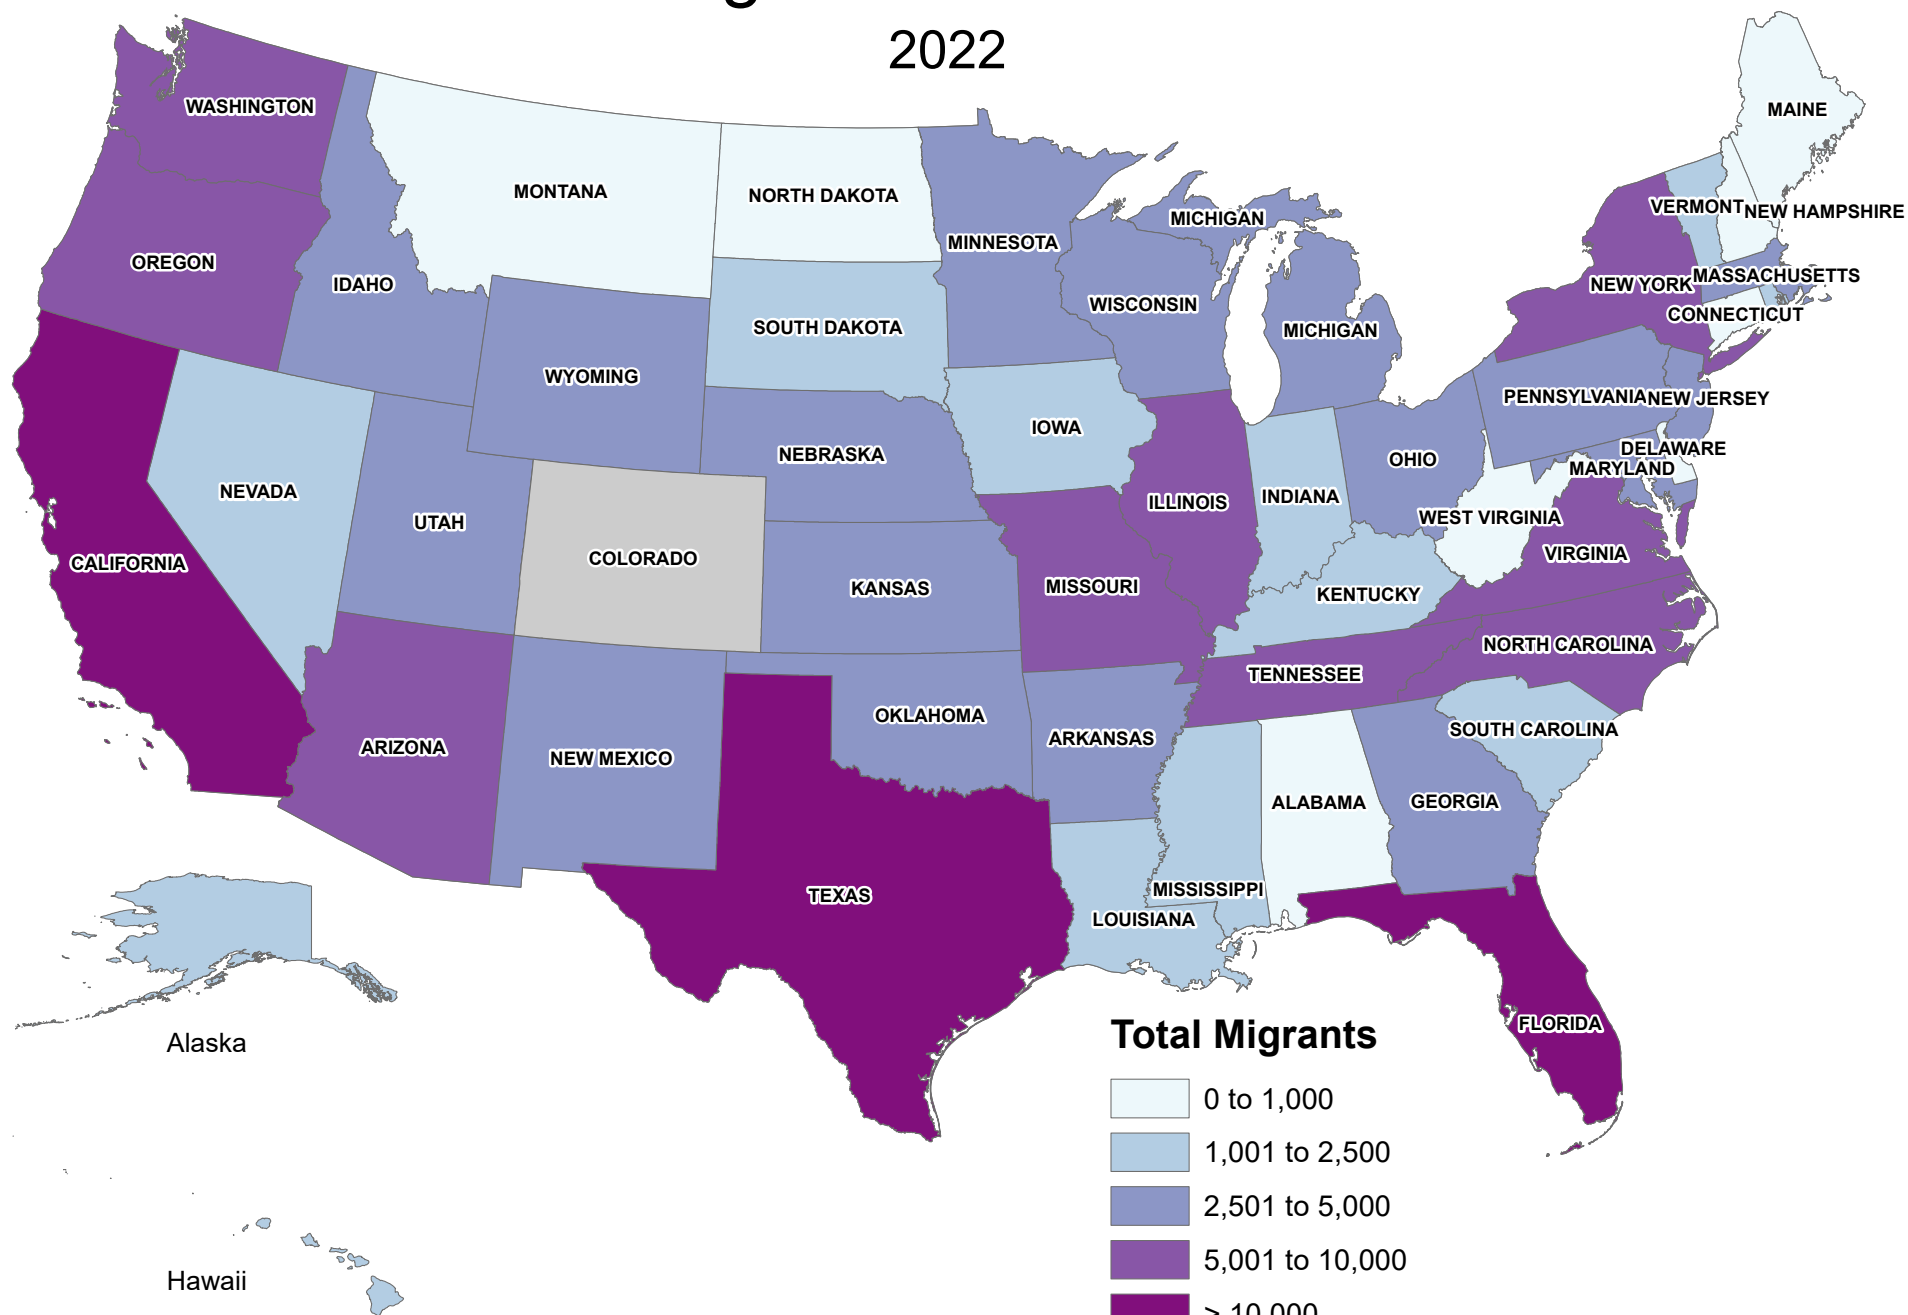 2022
WASHINGTON
MAINE
MONTANA
NORTH DAKOTA
VERMONT
NEW HAMPSHIRE
MICHIGAN
MINNESOTA
OREGON
IDAHO
MASSACHUSETTS
NEW YORK
WISCONSIN
CONNECTICUT
SOUTH DAKOTA
MICHIGAN
WYOMING
PENNSYLVANIA
NEW JERSEY
IOWA
NEBRASKA
DELAWARE
OHIO
MARYLAND
NEVADA
INDIANA
ILLINOIS
UTAH
WEST VIRGINIA
VIRGINIA
COLORADO
CALIFORNIA
KANSAS
MISSOURI
KENTUCKY
NORTH CAROLINA
TENNESSEE
OKLAHOMA
SOUTH CAROLINA
ARKANSAS
ARIZONA
NEW MEXICO
ALABAMA
GEORGIA
MISSISSIPPI
TEXAS
LOUISIANA
FLORIDA
Alaska
Hawaii
Total Migrants
0 to 1,000
1,001 to 2,500
2,501 to 5,000
5,001 to 10,000
> 10,000